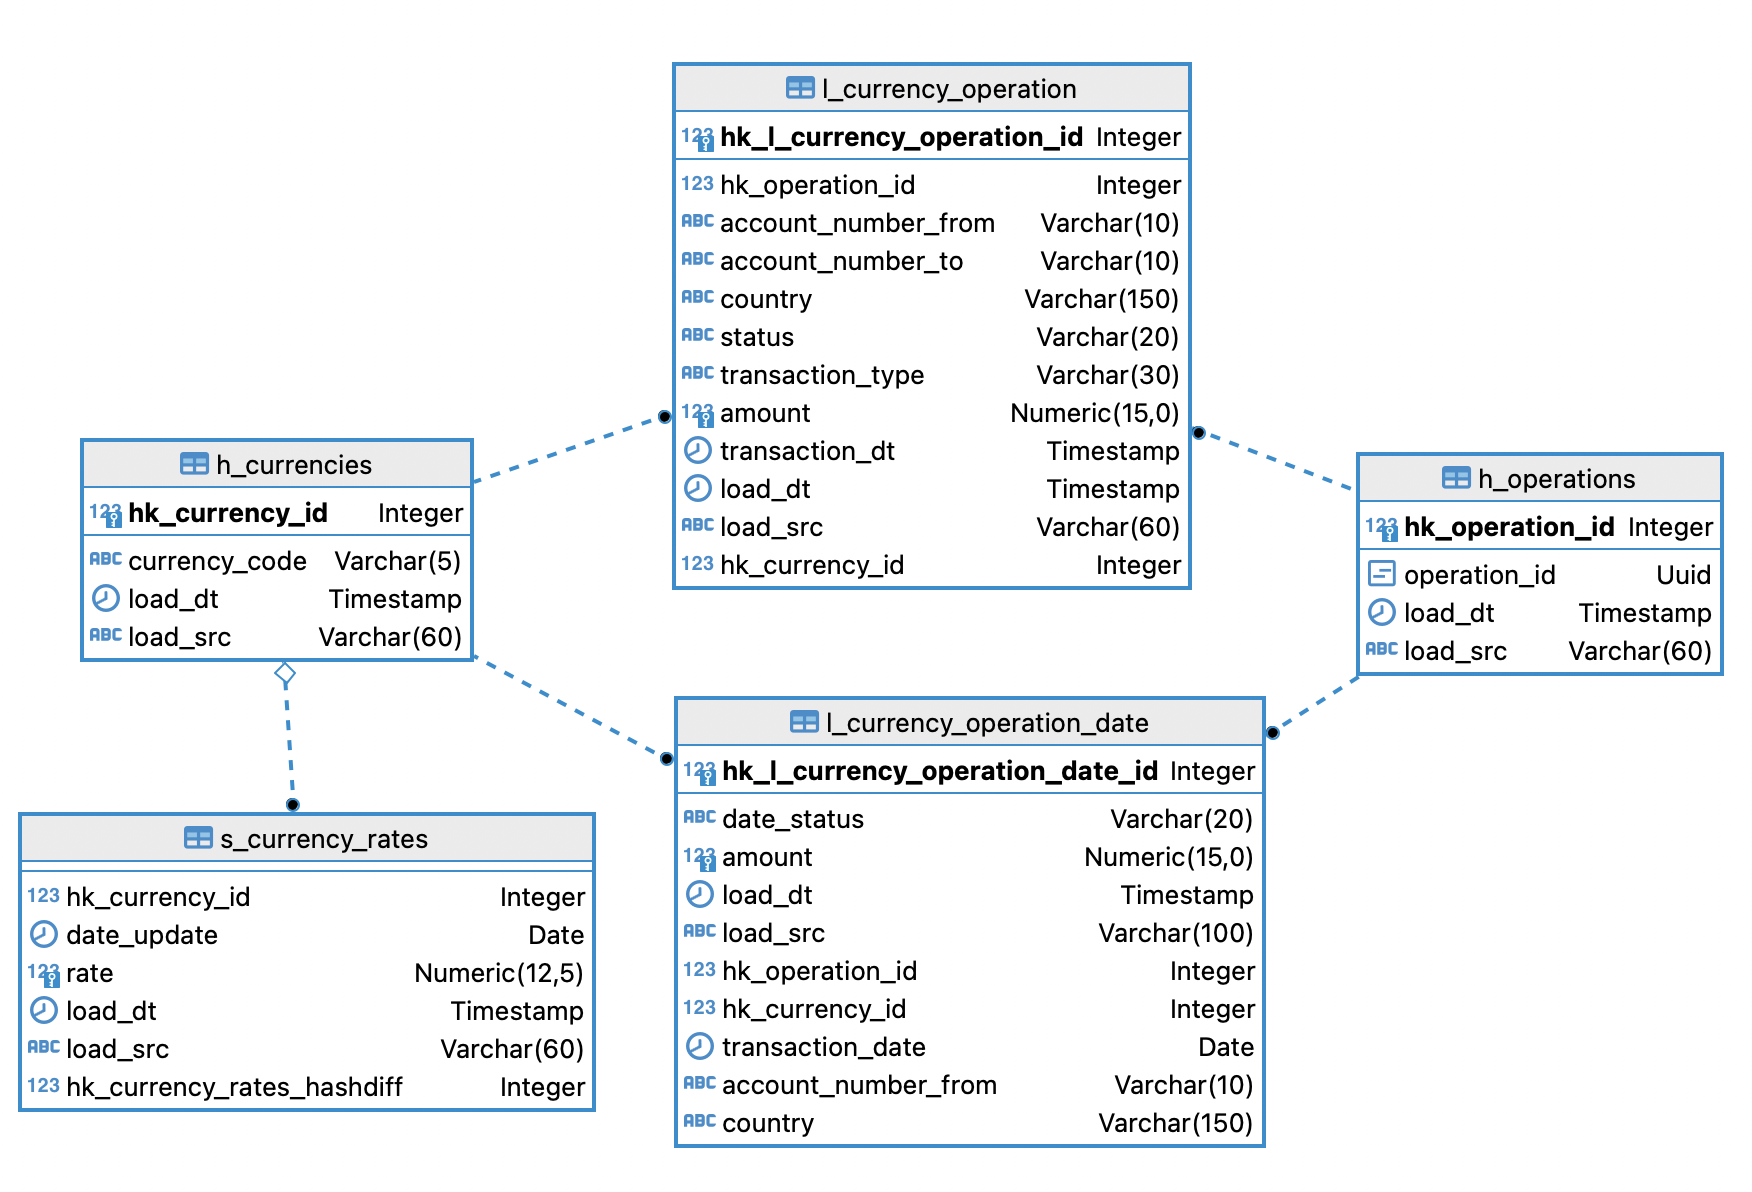 l_currency_operation
123 hk_l_currency_operation_id Integer
123 hk_operation_id Integer
ABC account_number_from Varchar(10)
ABC account_number_to Varchar(10)
ABC country Varchar(150)
ABC status Varchar(20)
ABC transaction_type Varchar(30)
123 amount Numeric(15,0)
transaction_dt Timestamp
load_dt Timestamp
ABC load_src Varchar(60)
123 hk_currency_id Integer
h_currencies
123 hk_currency_id Integer
ABC currency_code Varchar(5)
load_dt Timestamp
ABC load_src Varchar(60)
h_operations
123 hk_operation_id Integer
operation_id Uuid
load_dt Timestamp
ABC load_src Varchar(60)
l_currency_operation_date
123 hk_l_currency_operation_date_id Integer
ABC date_status Varchar(20)
123 amount Numeric(15,0)
load_dt Timestamp
ABC load_src Varchar(100)
123 hk_operation_id Integer
123 hk_currency_id Integer
transaction_date Date
ABC account_number_from Varchar(10)
ABC country Varchar(150)
s_currency_rates
123 hk_currency_id Integer
date_update Date
123 rate Numeric(12,5)
load_dt Timestamp
ABC load_src Varchar(60)
123 hk_currency_rates_hashdiff Integer